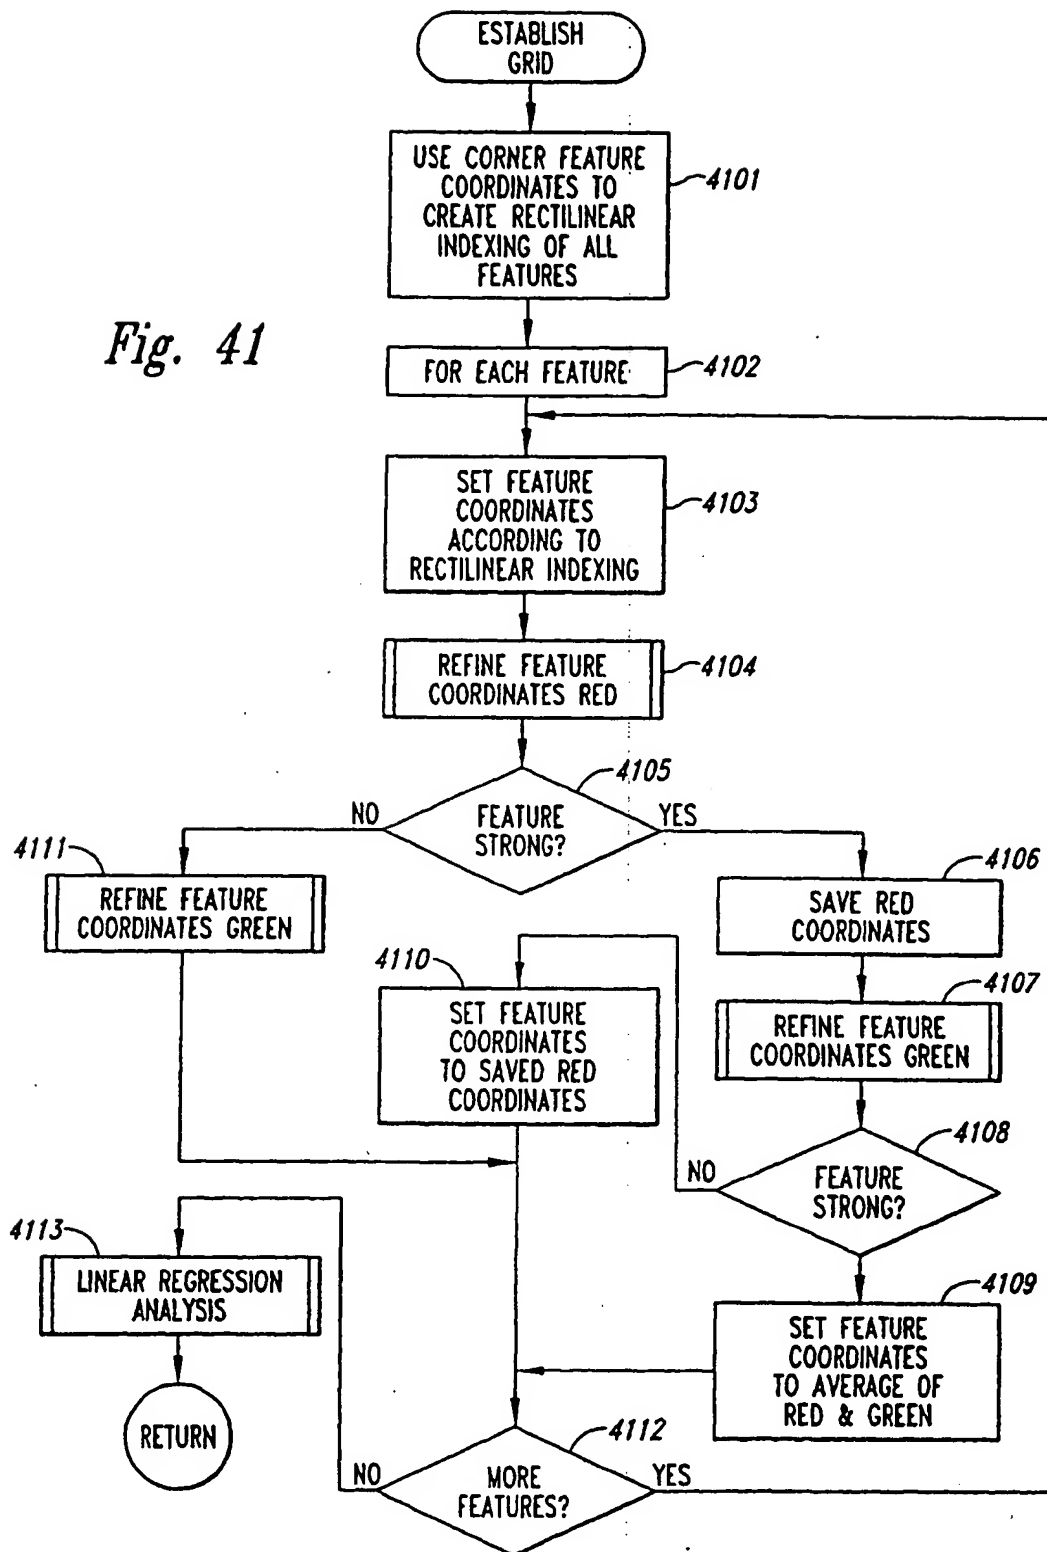 ESTABLISH
GRID
USE CORNER FEATURE
COORDINATES TO
CREATE RECTILINEAR
INDEXING OF ALL
FEATURES
4101
Fig. 41
FOR EACH FEATURE
4102
SET FEATURE
COORDINATES
ACCORDING TO
RECTILINEAR INDEXING
4103
REFINE FEATURE
COORDINATES RED
4104
4105
NO
FEATURE
STRONG?
YES
4111
REFINE FEATURE
COORDINATES GREEN
4106
SAVE RED
COORDINATES
4110
SET FEATURE
COORDINATES
TO SAVED RED
COORDINATES
4107
REFINE FEATURE
COORDINATES GREEN
4108
NO
FEATURE
STRONG?
4113
LINEAR REGRESSION
ANALYSIS
4109
SET FEATURE
COORDINATES
TO AVERAGE OF
RED & GREEN
RETURN
4112
NO
MORE
FEATURES?
YES